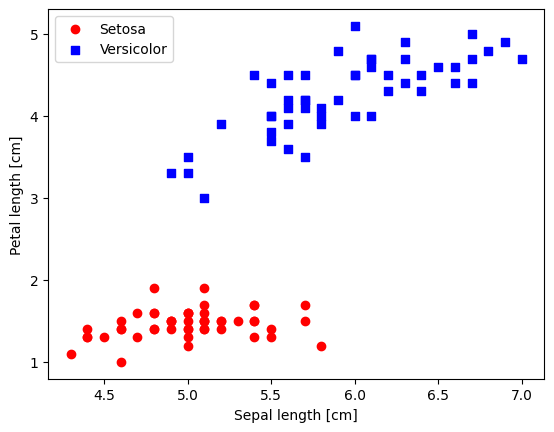 Setosa
Versicolor
Petal length [cm]
5
4
3
2
1
4.5 5.0 5.5 6.0 6.5 7.0
Sepal length [cm]